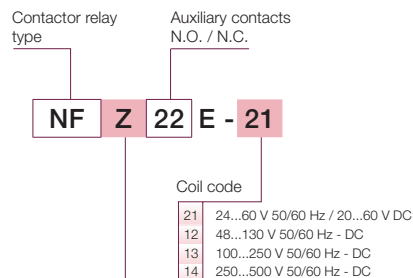 Contactor relay type
Auxiliary contacts N.O. / N.C.
NF Z 22 E - 21
Coil code
21 24...60 V 50/60 Hz / 20...60 V DC
12 48...130 V 50/60 Hz - DC
13 100...250 V 50/60 Hz - DC
14 250...500 V 50/60 Hz - DC